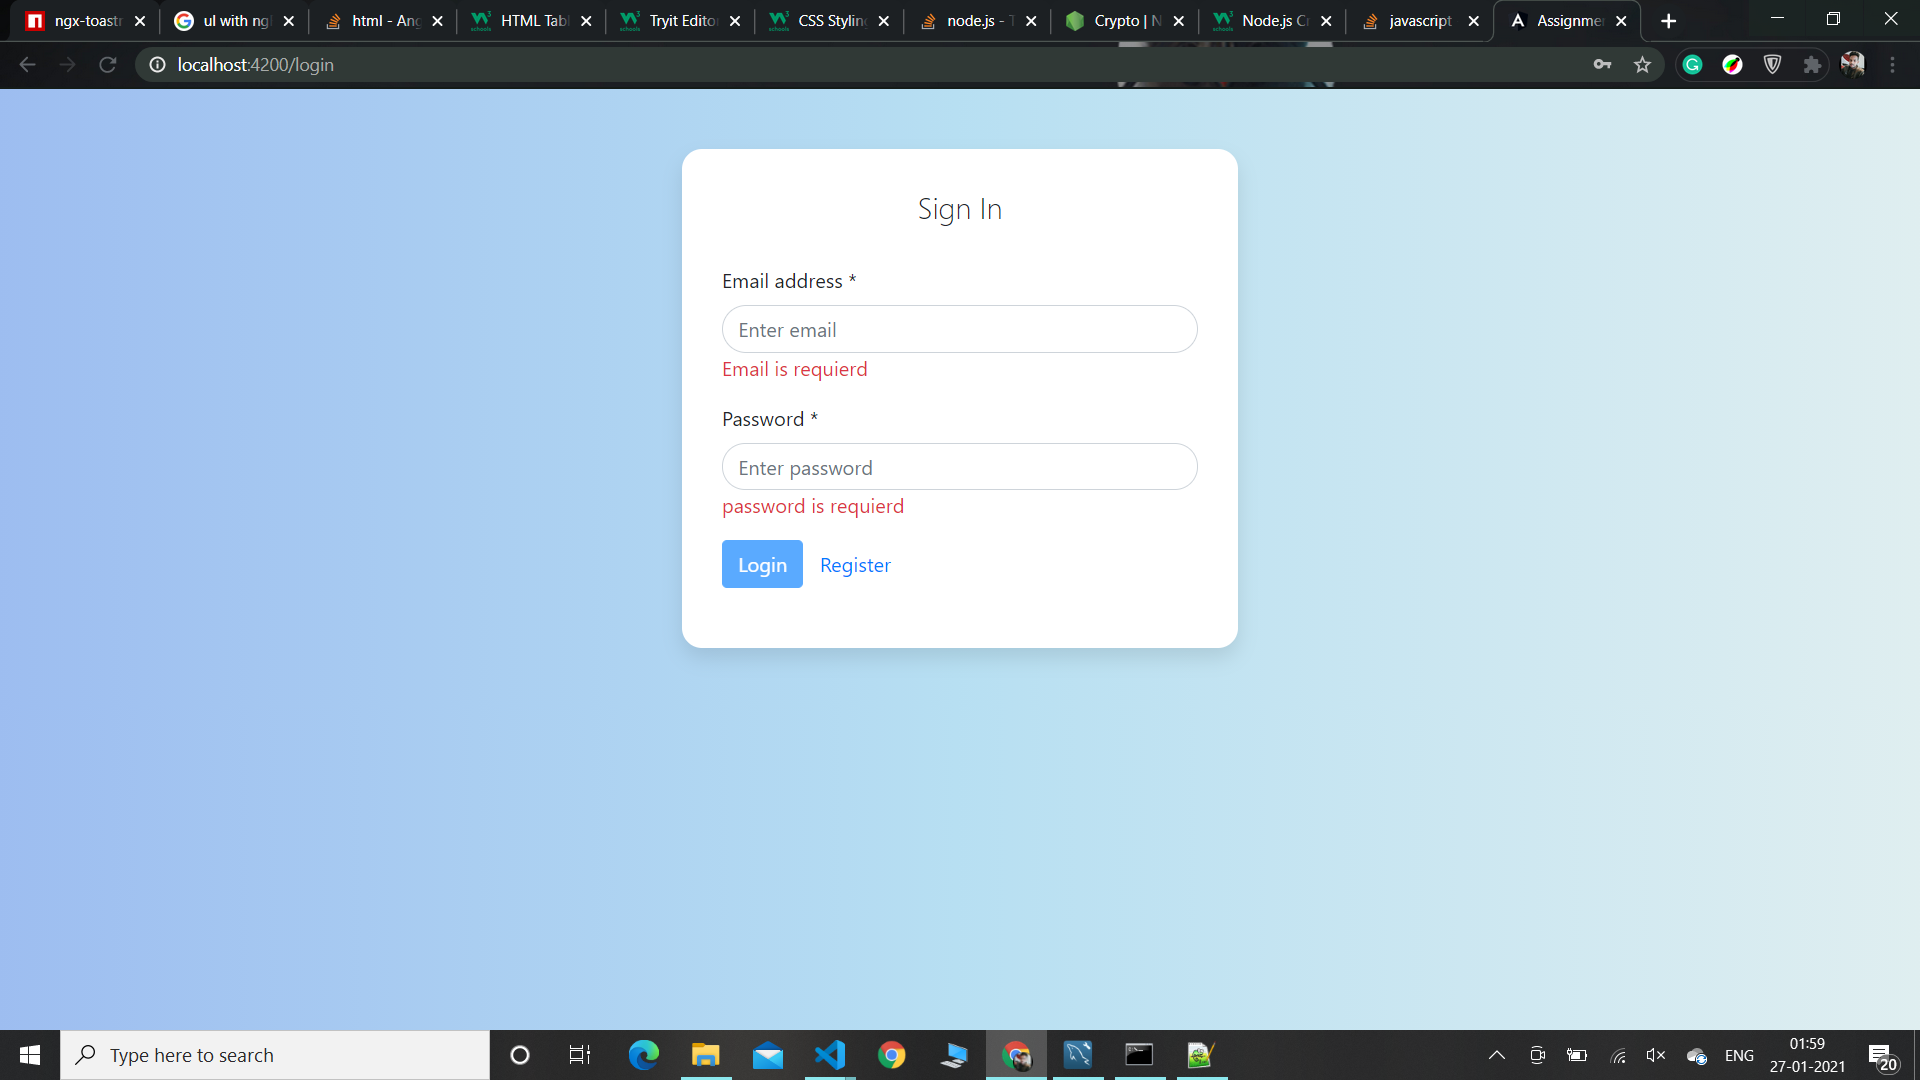 ngx-toastr
ul with ng
html - Ang
HTML Tabl
Tryit Editor
CSS Styling
node.js - T
Crypto | N
Node.js Cr
javascript
Assignmen
localhost:4200/login
Sign In
Email address *
Enter email
Email is requierd
Password *
Enter password
password is requierd
Login Register
Type here to search
ENG
01:59
27-01-2021
20